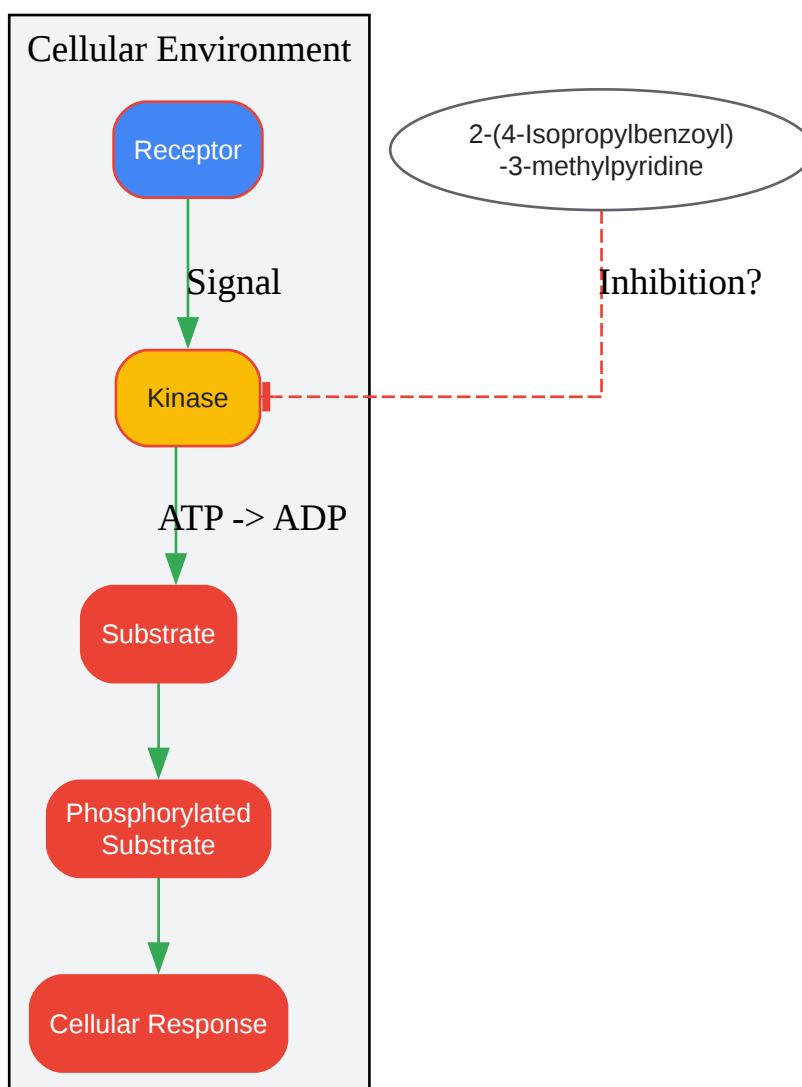 Cellular Environment
Receptor
2-(4-Isopropylbenzoyl)
-3-methylpyridine
Signal
Inhibition?
Kinase
ATP -> ADP
Substrate
Phosphorylated
Substrate
Cellular Response